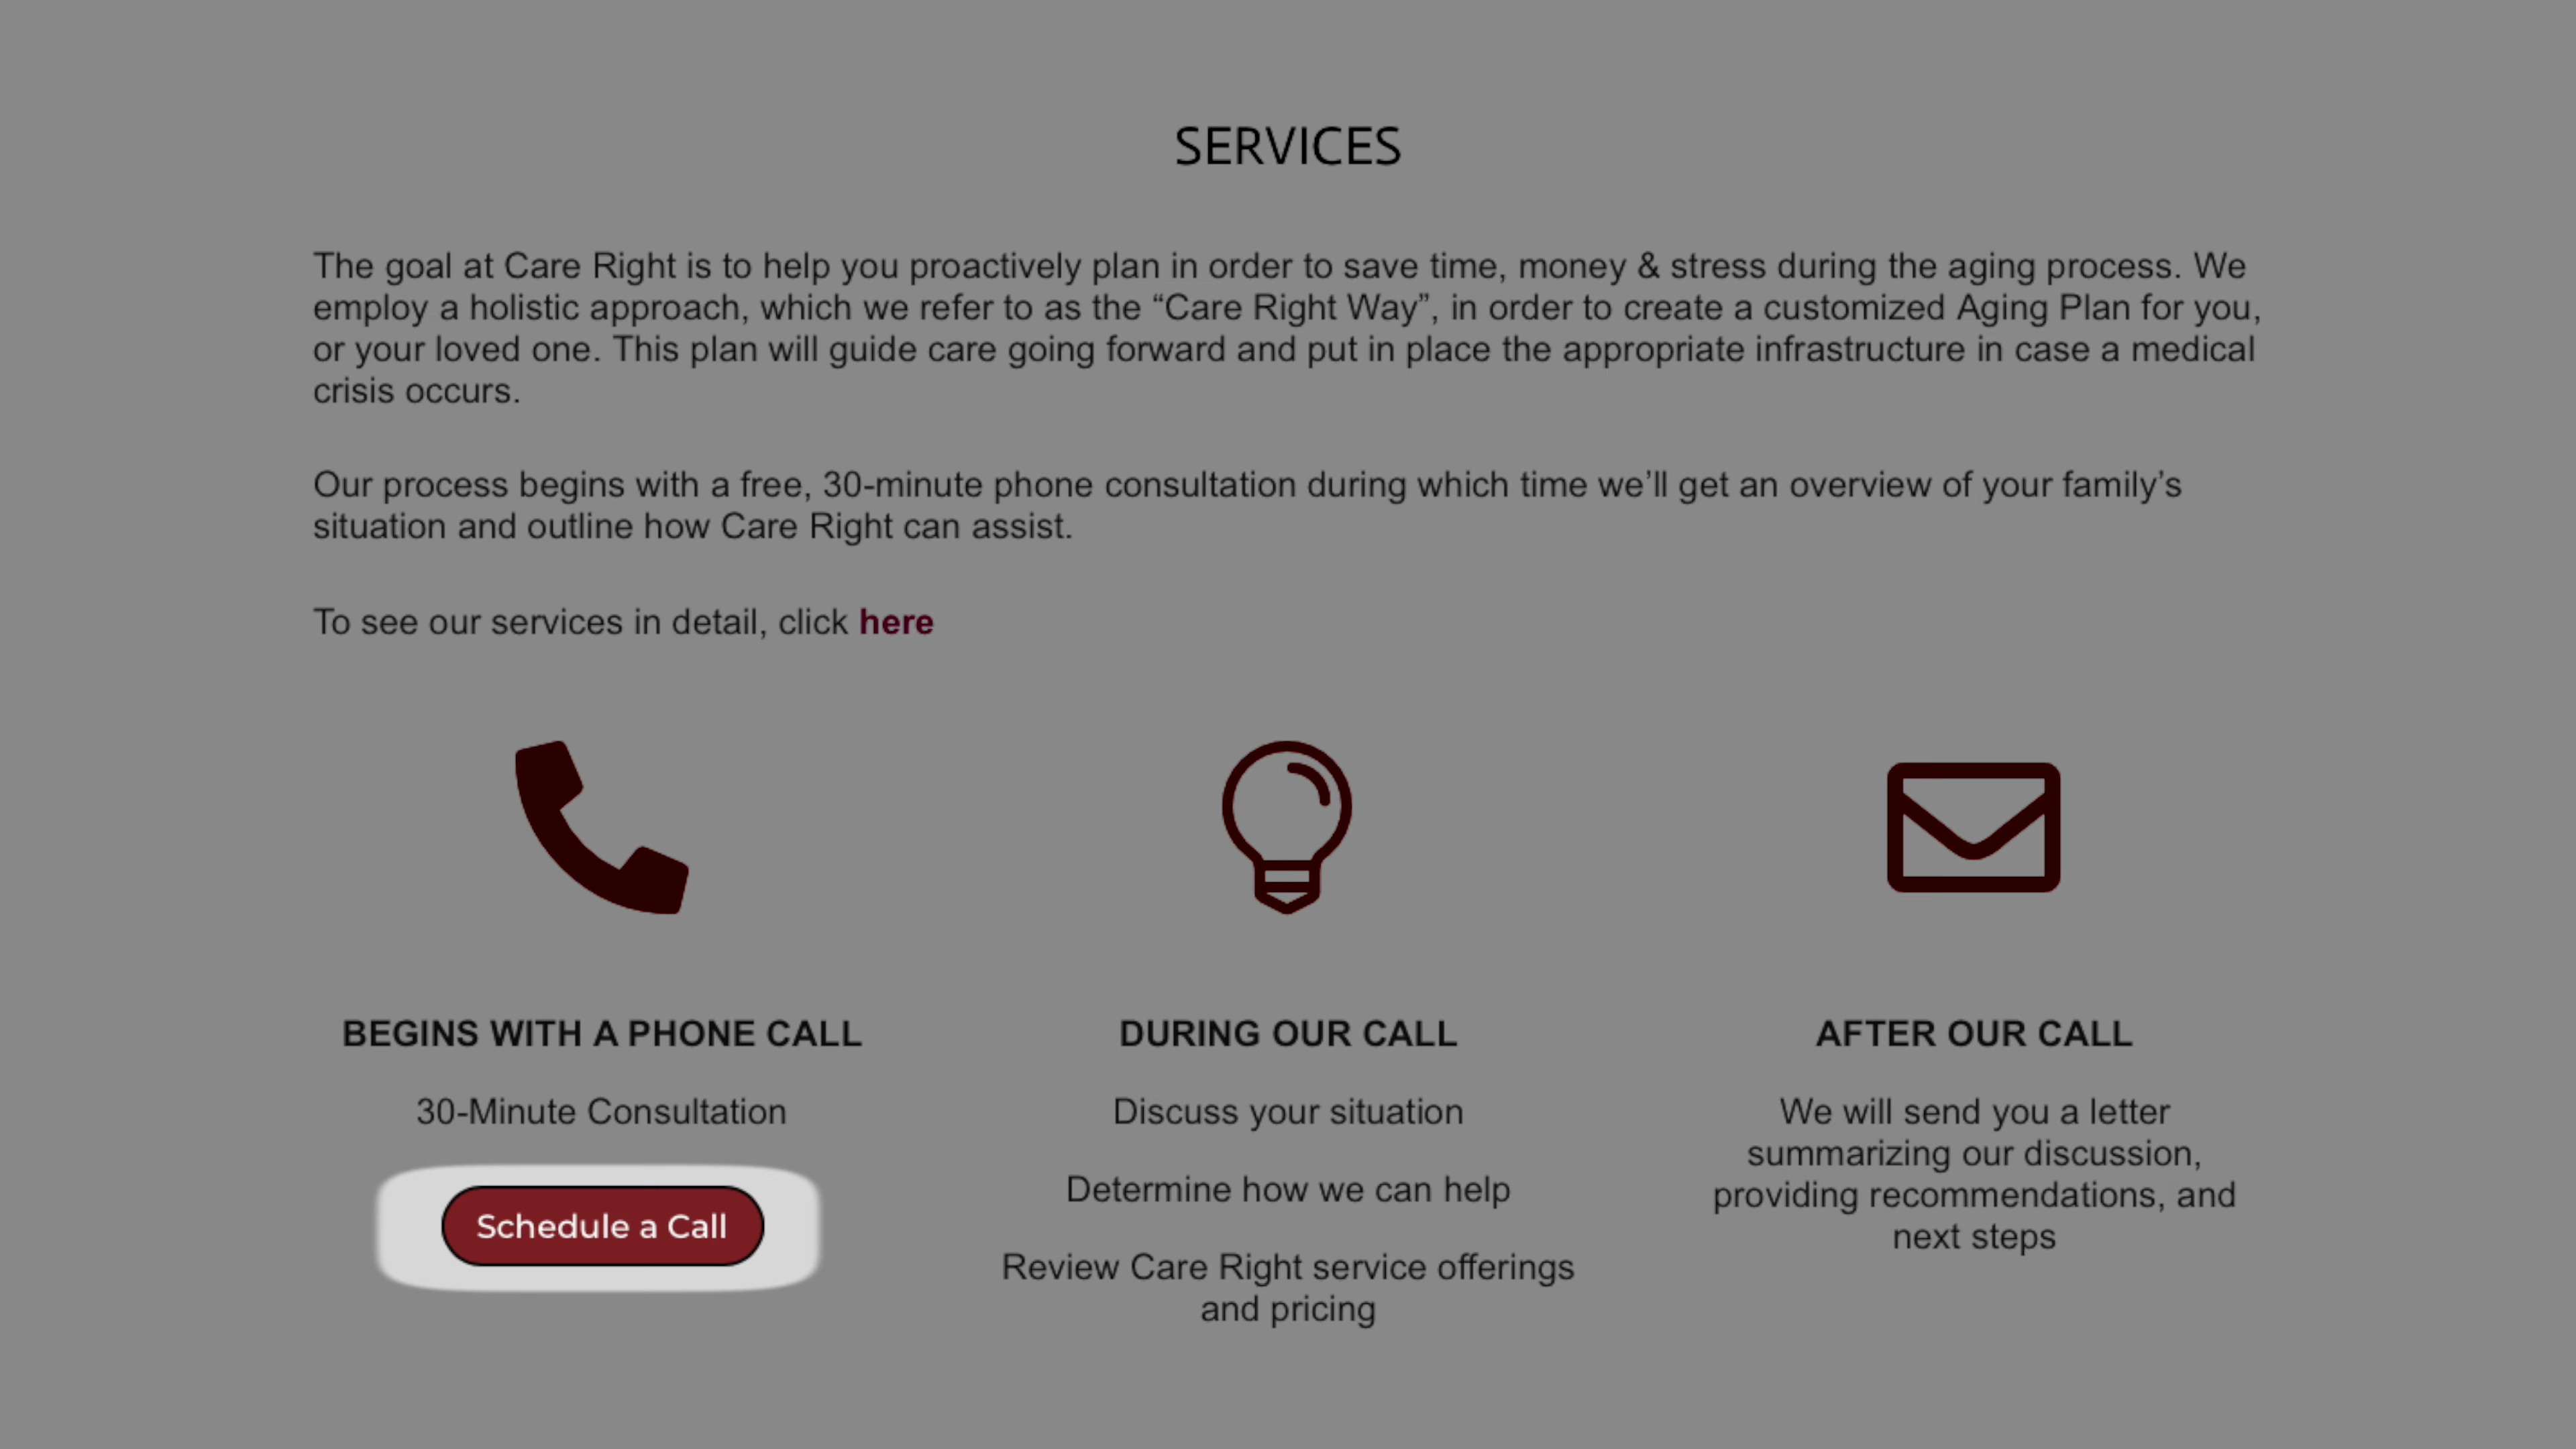 SERVICES
The goal at Care Right is to help you proactively plan in order to save time, money & stress during the aging process. We
employ a holistic approach, which we refer to as the “Care Right Way”, in order to create a customized Aging Plan for you,
or your loved one. This plan will guide care going forward and put in place the appropriate infrastructure in case a medical
crisis occurs.
Our process begins with a free, 30-minute phone consultation during which time we’ll get an overview of your family’s
situation and outline how Care Right can assist.
To see our services in detail, click here
BEGINS WITH A PHONE CALL
30-Minute Consultation
Schedule a Call
DURING OUR CALL
Discuss your situation
Determine how we can help
Review Care Right service offerings
and pricing
AFTER OUR CALL
We will send you a letter
summarizing our discussion,
providing recommendations, and
next steps